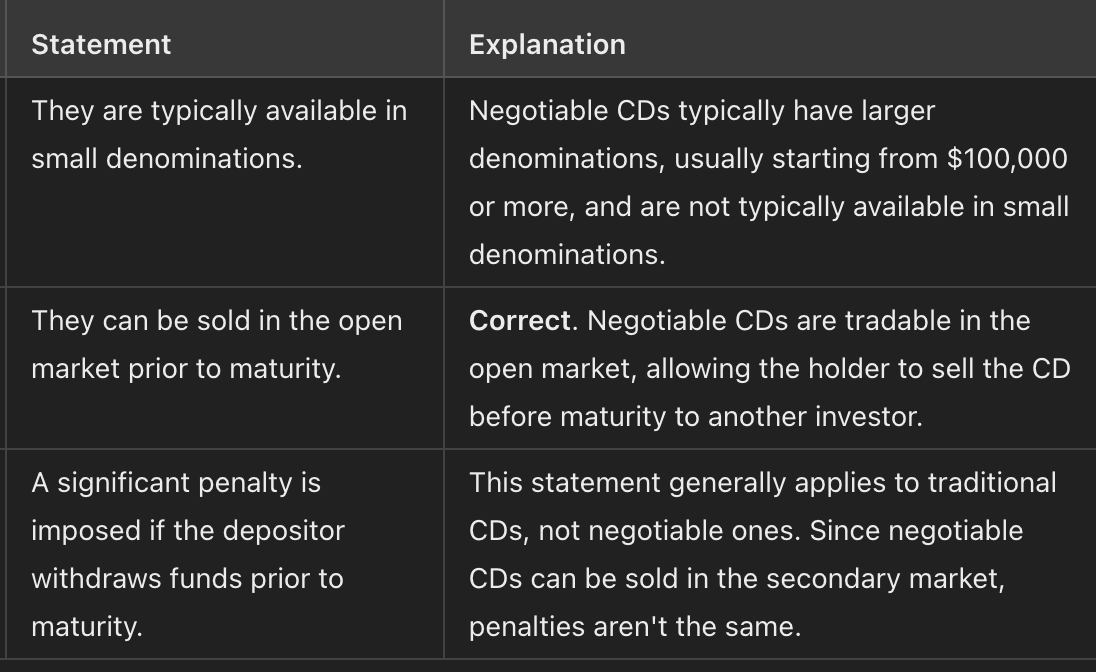 Statement
Explanation
They are typically available in
small denominations.
Negotiable CDs typically have larger
denominations, usually starting from $100,000
or more, and are not typically available in small
denominations.
They can be sold in the open
market prior to maturity.
Correct. Negotiable CDs are tradable in the
open market, allowing the holder to sell the CD
before maturity to another investor.
A significant penalty is
imposed if the depositor
withdraws funds prior to
maturity.
This statement generally applies to traditional
CDs, not negotiable ones. Since negotiable
CDs can be sold in the secondary market,
penalties aren't the same.